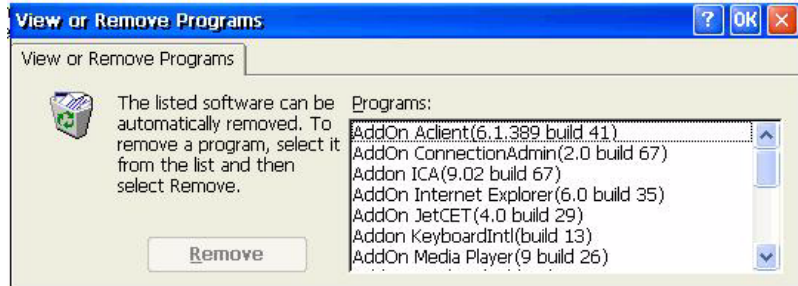 View or Remove Programs
? OK
View or Remove Programs
The listed software can be
automatically removed. To
remove a program, select it
from the list and then
select Remove.
Remove
Programs:
AddOn Aclient(6.1.389 build 41)
AddOn ConnectionAdmin(2.0 build 67)
Addon ICA(9.02 build 67)
AddOn Internet Explorer(6.0 build 35)
AddOn JetCET(4.0 build 29)
Addon KeyboardIntl(build 13)
AddOn Media Player(9 build 26)